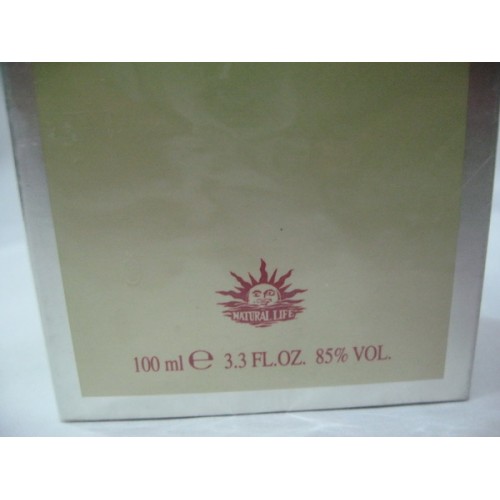 NATURAL LIFE
100 ml ℮ 3.3 FL.OZ. 85% VOL.